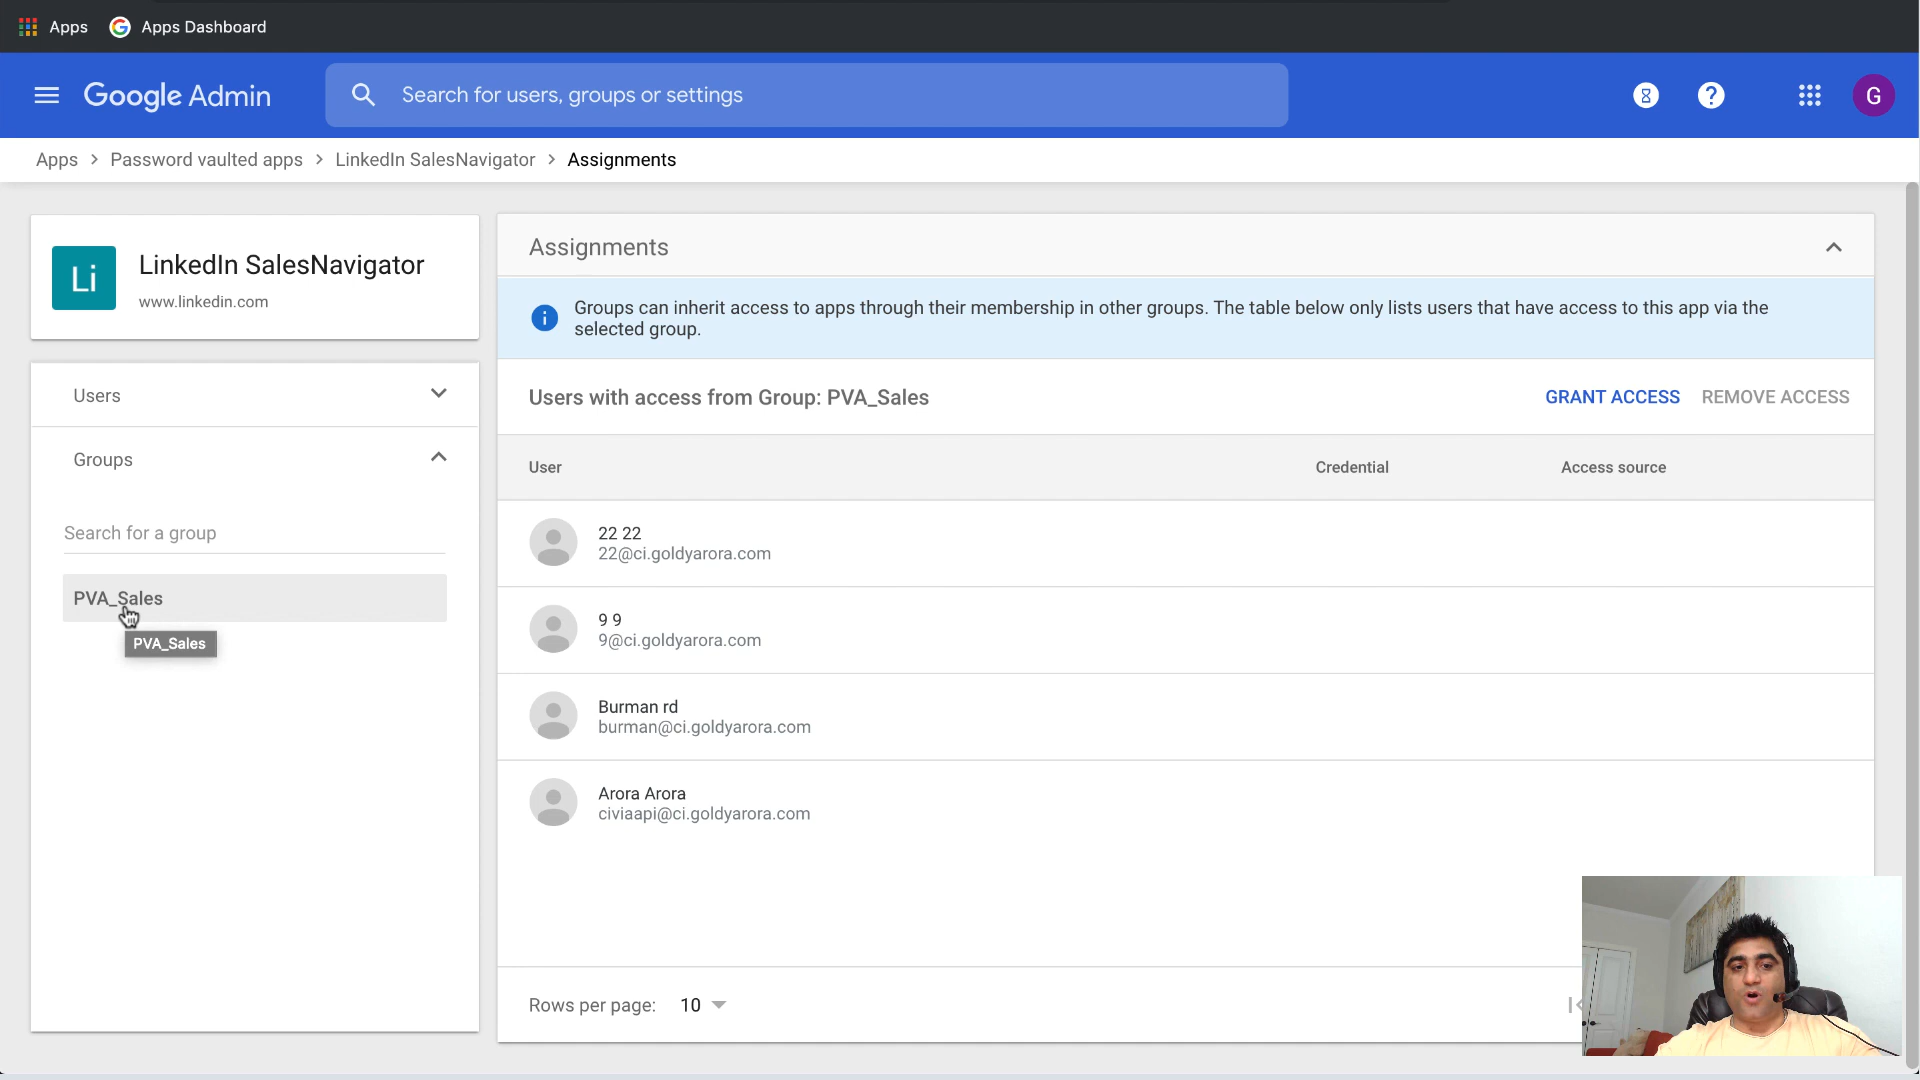 Apps
Apps Dashboard
Google Admin
Search for users, groups or settings
G
Apps > Password vaulted apps > LinkedIn SalesNavigator > Assignments
Li
LinkedIn SalesNavigator
www.linkedin.com
Users
Groups
Search for a group
PVA_Sales
PVA_Sales
Assignments
Groups can inherit access to apps through their membership in other groups. The table below only lists users that have access to this app via the
selected group.
Users with access from Group: PVA_Sales
GRANT ACCESS
REMOVE ACCESS
User
Credential
Access source
22 22
22@ci.goldyarora.com
9 9
9@ci.goldyarora.com
Burman rd
burman@ci.goldyarora.com
Arora Arora
civiaapi@ci.goldyarora.com
Rows per page: 10